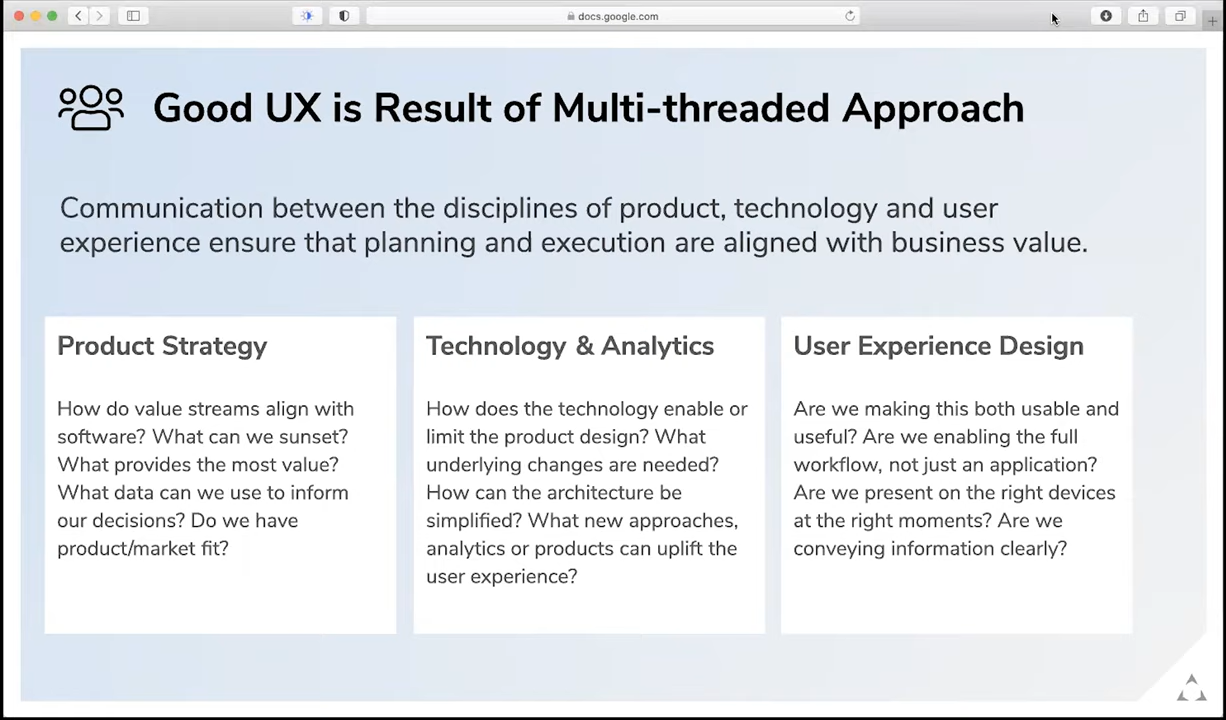 docs.google.com
Good UX is Result of Multi-threaded Approach
Communication between the disciplines of product, technology and user
experience ensure that planning and execution are aligned with business value.
Product Strategy
How do value streams align with
software? What can we sunset?
What provides the most value?
What data can we use to inform
our decisions? Do we have
product/market fit?
Technology & Analytics
How does the technology enable or
limit the product design? What
underlying changes are needed?
How can the architecture be
simplified? What new approaches,
analytics or products can uplift the
user experience?
User Experience Design
Are we making this both usable and
useful? Are we enabling the full
workflow, not just an application?
Are we present on the right devices
at the right moments? Are we
conveying information clearly?